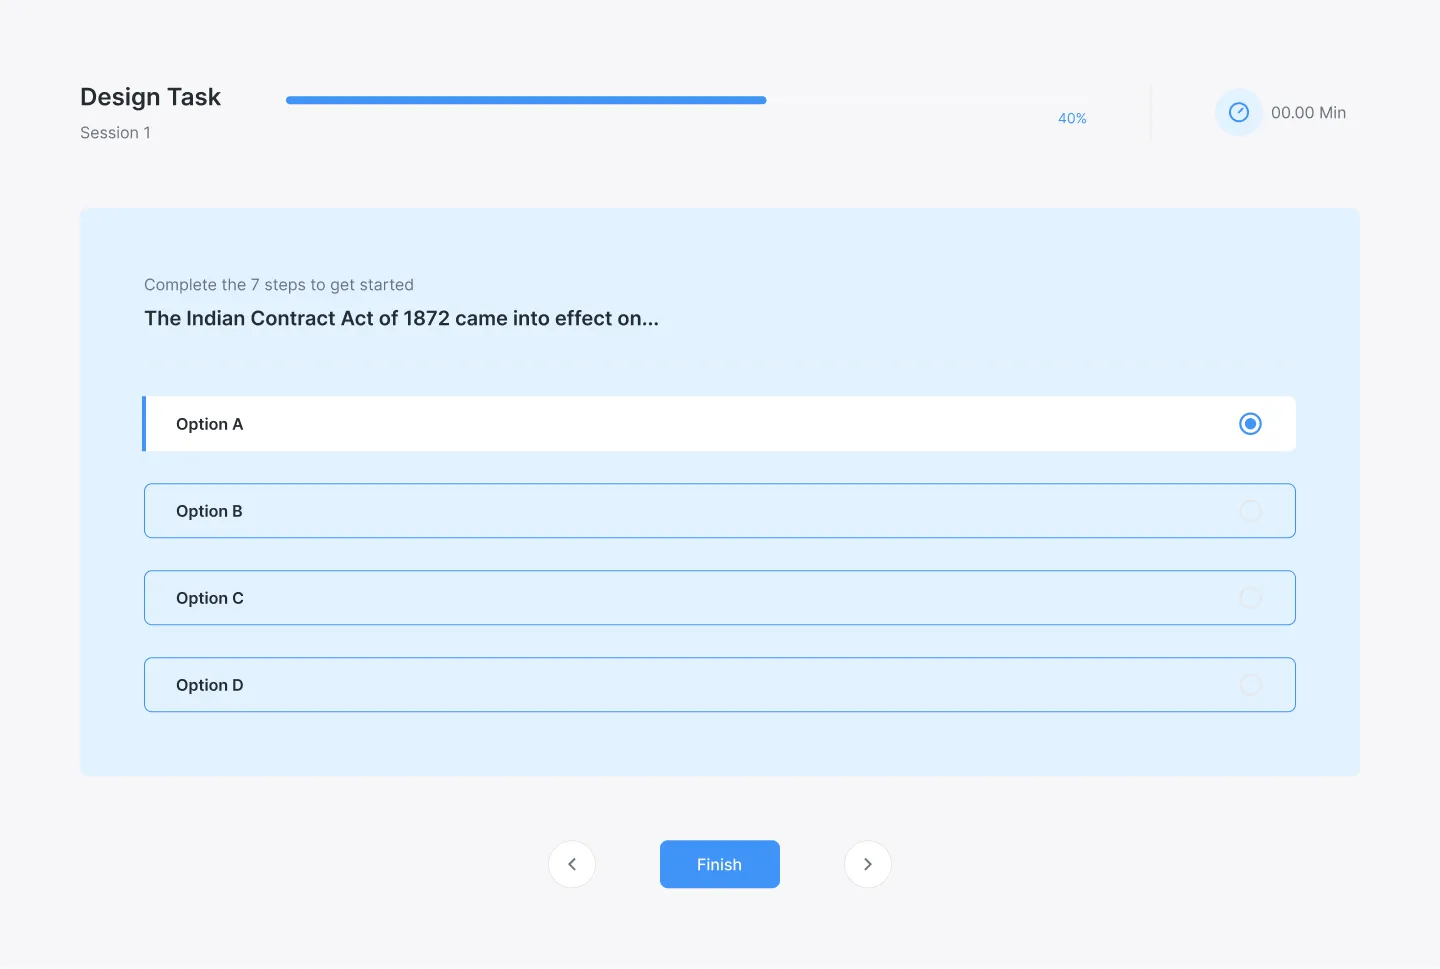 Design Task
Session 1
40%
00.00 Min
Complete the 7 steps to get started
The Indian Contract Act of 1872 came into effect on...
Option A
Option B
Option C
Option D
Finish